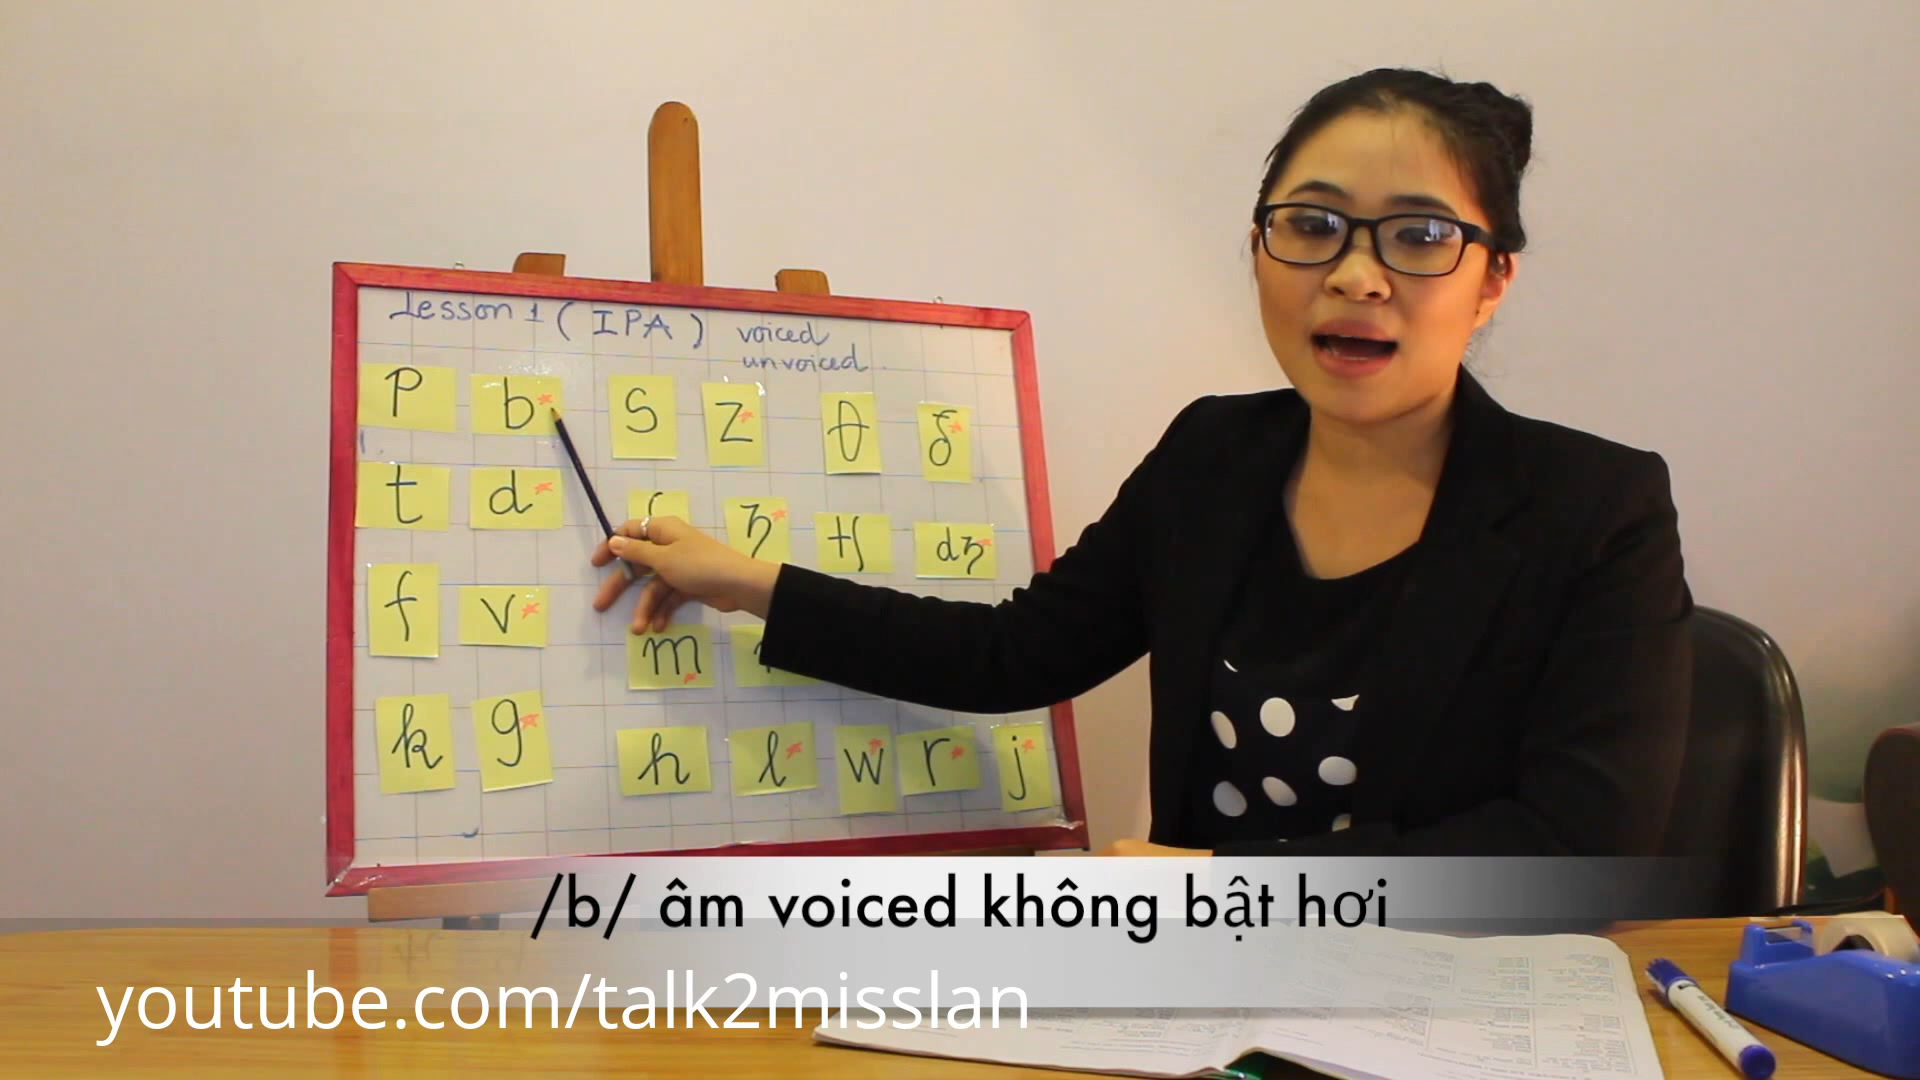 Lesson 1 ( IPA ) voiced
unvoiced
p b s z θ ð
t d ʒ tʃ dʒ
f v
m
k g h l w r j
/b/ âm voiced không bật hơi
youtube.com/talk2misslan